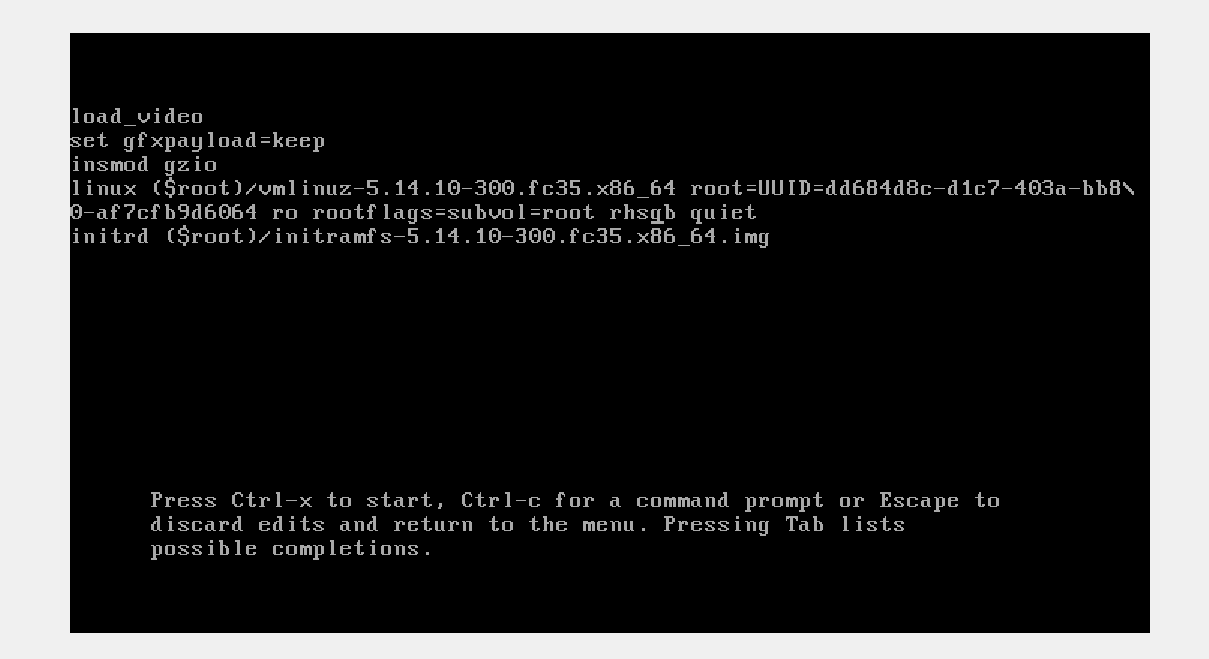 load_video
set gfxpayload=keep
insmod gzio
linux ($root)/vmlinuz-5.14.10-300.fc35.x86_64 root=UUID=dd684d8c-d1c7-403a-bb8\
0-af7cfb9d6064 ro rootflags=subvol=root rhsgb quiet
initrd ($root)/initramfs-5.14.10-300.fc35.x86_64.img
Press Ctrl-x to start, Ctrl-c for a command prompt or Escape to
discard edits and return to the menu. Pressing Tab lists
possible completions.